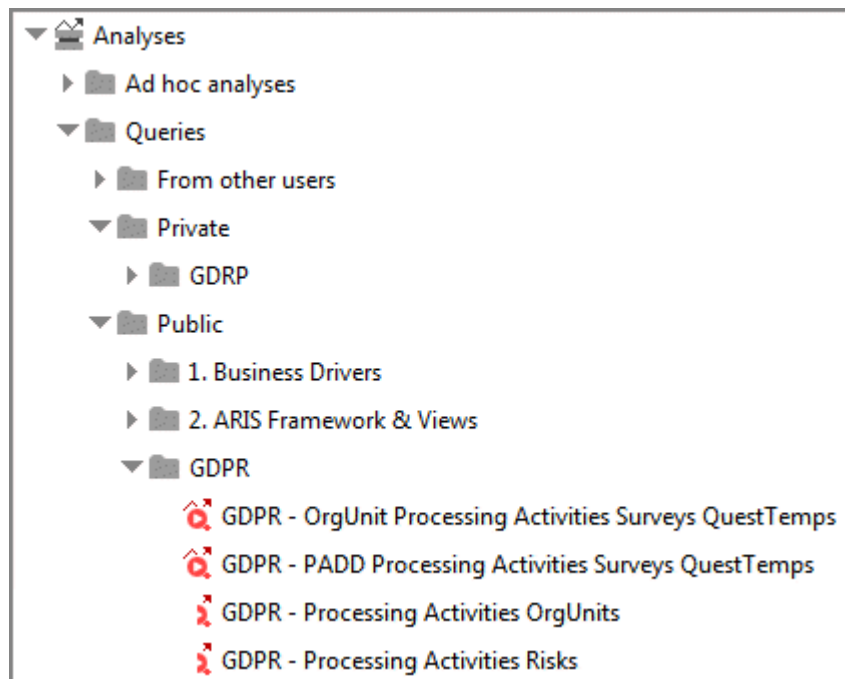 Analyses
Ad hoc analyses
Queries
From other users
Private
GDRP
Public
1. Business Drivers
2. ARIS Framework & Views
GDPR
GDPR - OrgUnit Processing Activities Surveys QuestTemps
GDPR - PADD Processing Activities Surveys QuestTemps
GDPR - Processing Activities OrgUnits
GDPR - Processing Activities Risks